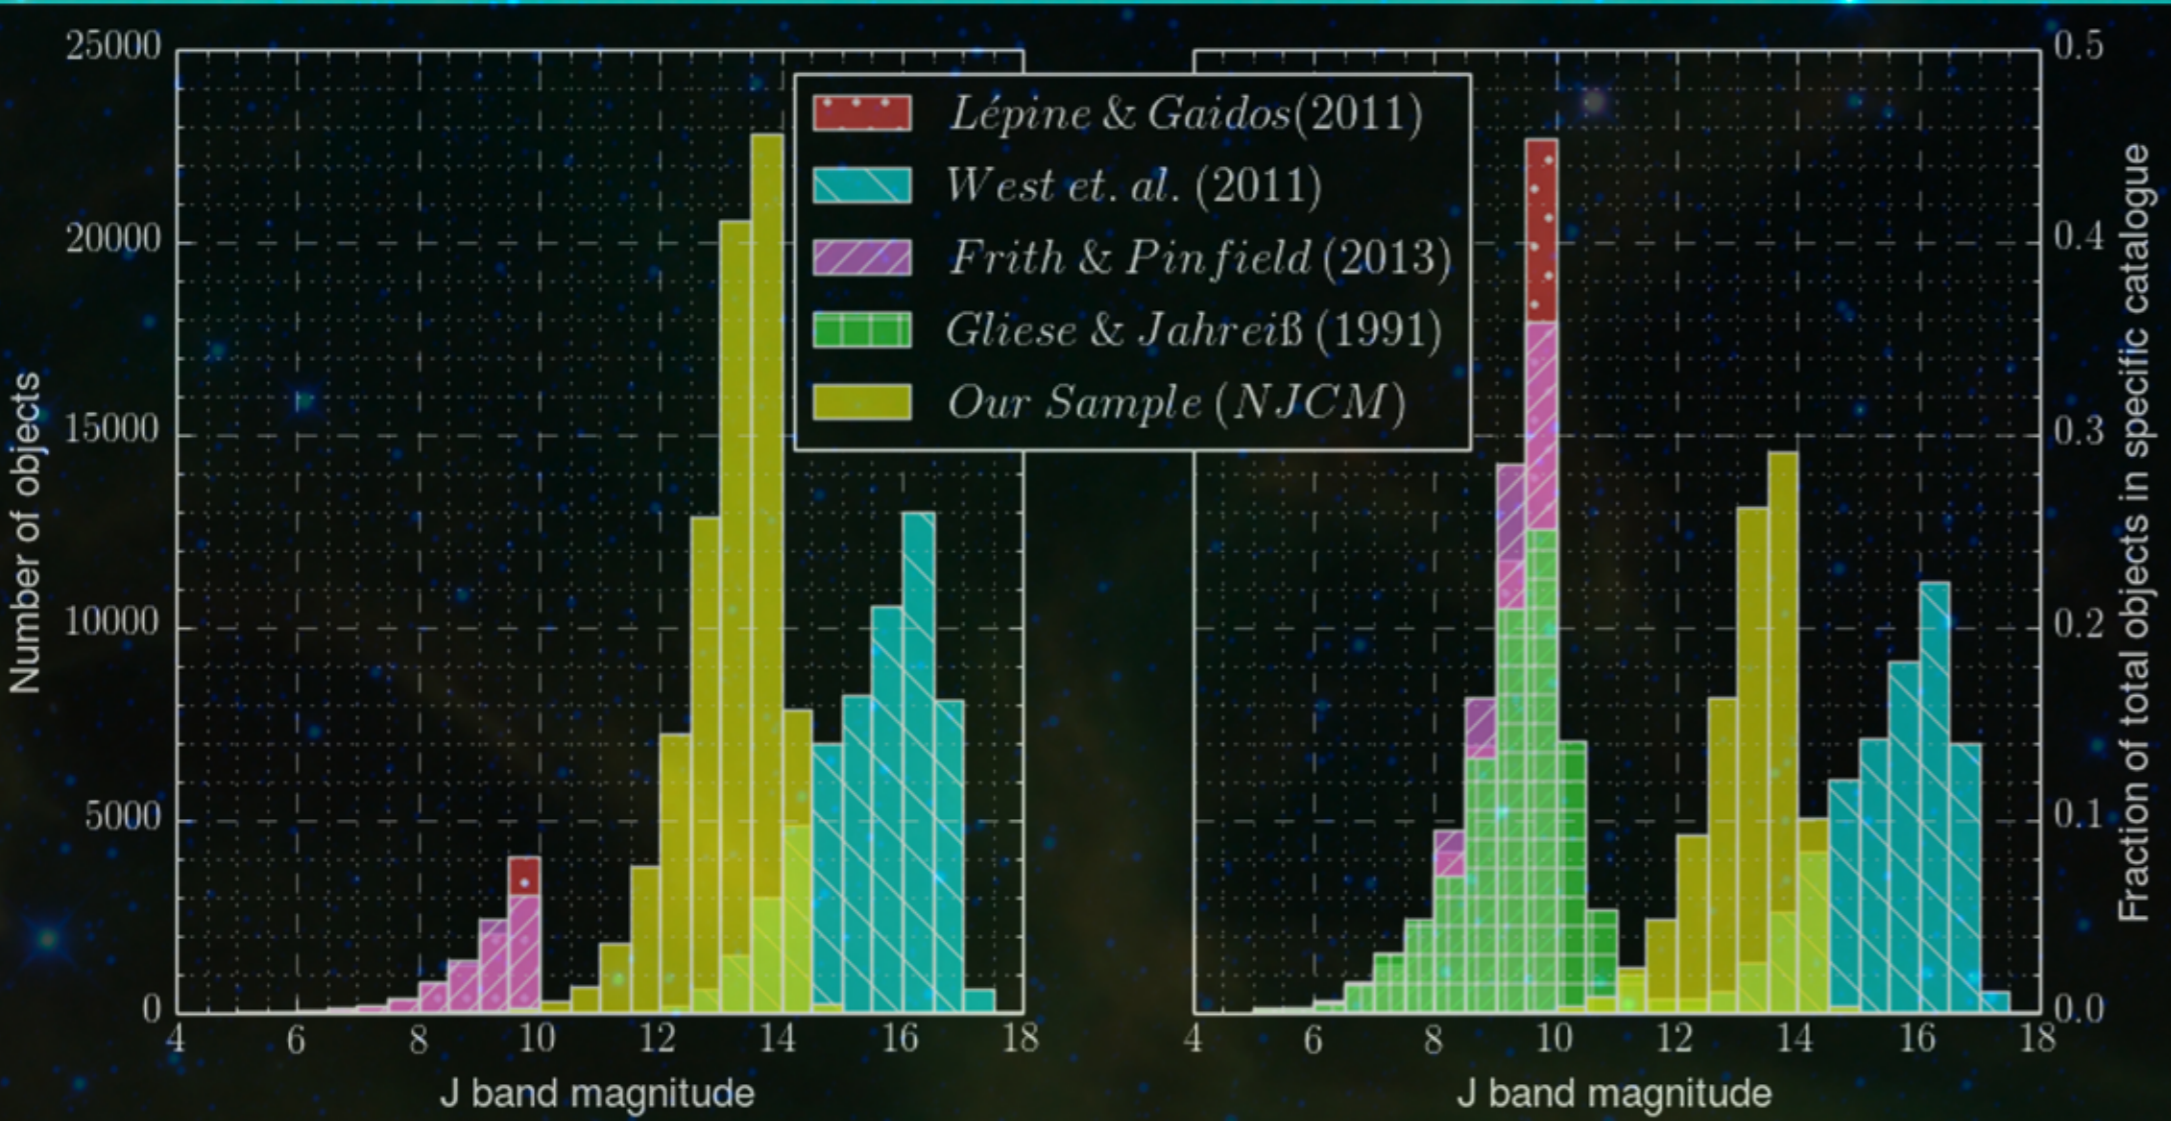 25000
20000
15000
10000
5000
0
4 6 8 10 12 14 16 18
Number of objects
J band magnitude
Lépine & Gaidos(2011)
West et. al. (2011)
Frith & Pinfield (2013)
Gliese & Jahreiß (1991)
Our Sample (NJCM)
0.5
0.4
0.3
0.2
0.1
0.0
4 6 8 10 12 14 16 18
J band magnitude
Fraction of total objects in specific catalogue